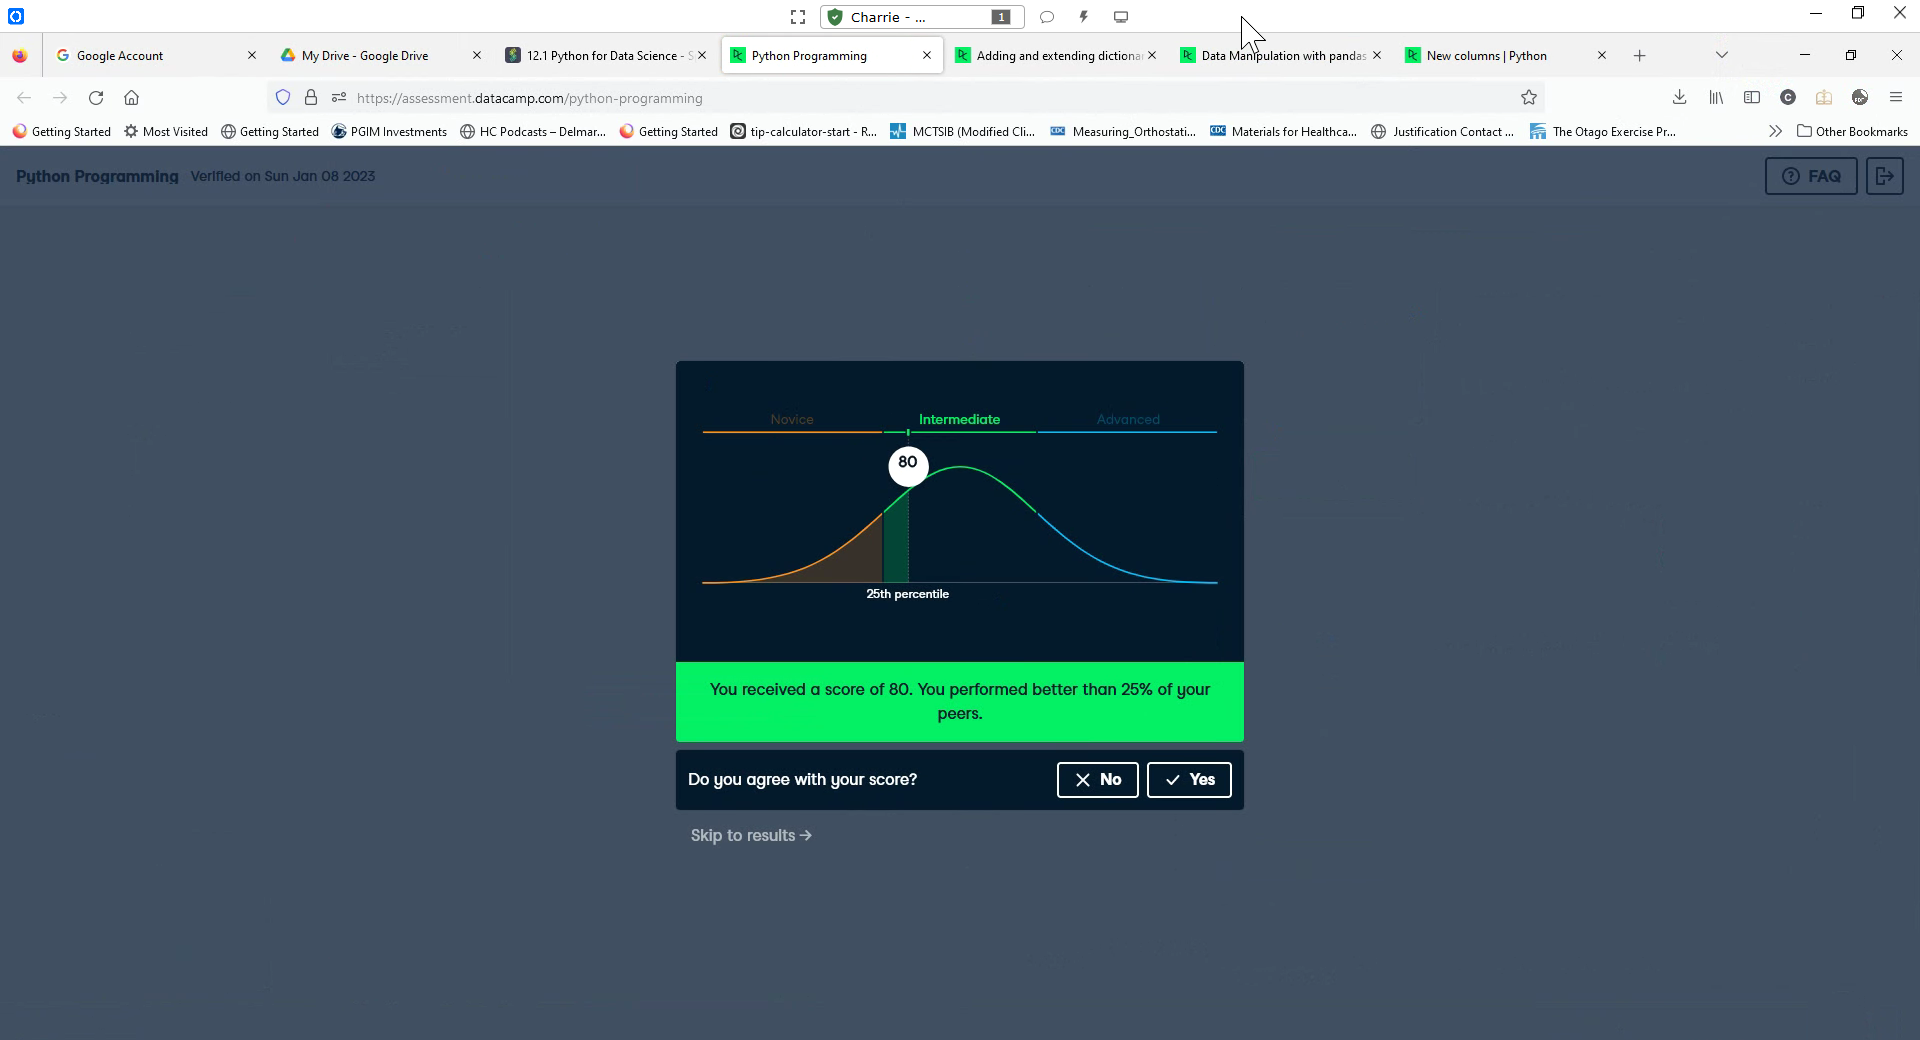 Charrie - ...
1
Google Account
My Drive - Google Drive
12.1 Python for Data Science - S
Python Programming
Adding and extending dictionar
Data Manipulation with pandas
New columns | Python
https://assessment.datacamp.com/python-programming
C
PDF
Getting Started
Most Visited
Getting Started
PGIM Investments
HC Podcasts – Delmar...
Getting Started
tip-calculator-start - R...
MCTSIB (Modified Cli...
CDC
Measuring_Orthostati...
CDC
Materials for Healthca...
Justification Contact ...
The Otago Exercise Pr...
Other Bookmarks
Python Programming
Verified on Sun Jan 08 2023
FAQ
Novice
Intermediate
Advanced
80
25th percentile
You received a score of 80. You performed better than 25% of your
peers.
Do you agree with your score?
No
Yes
Skip to results →